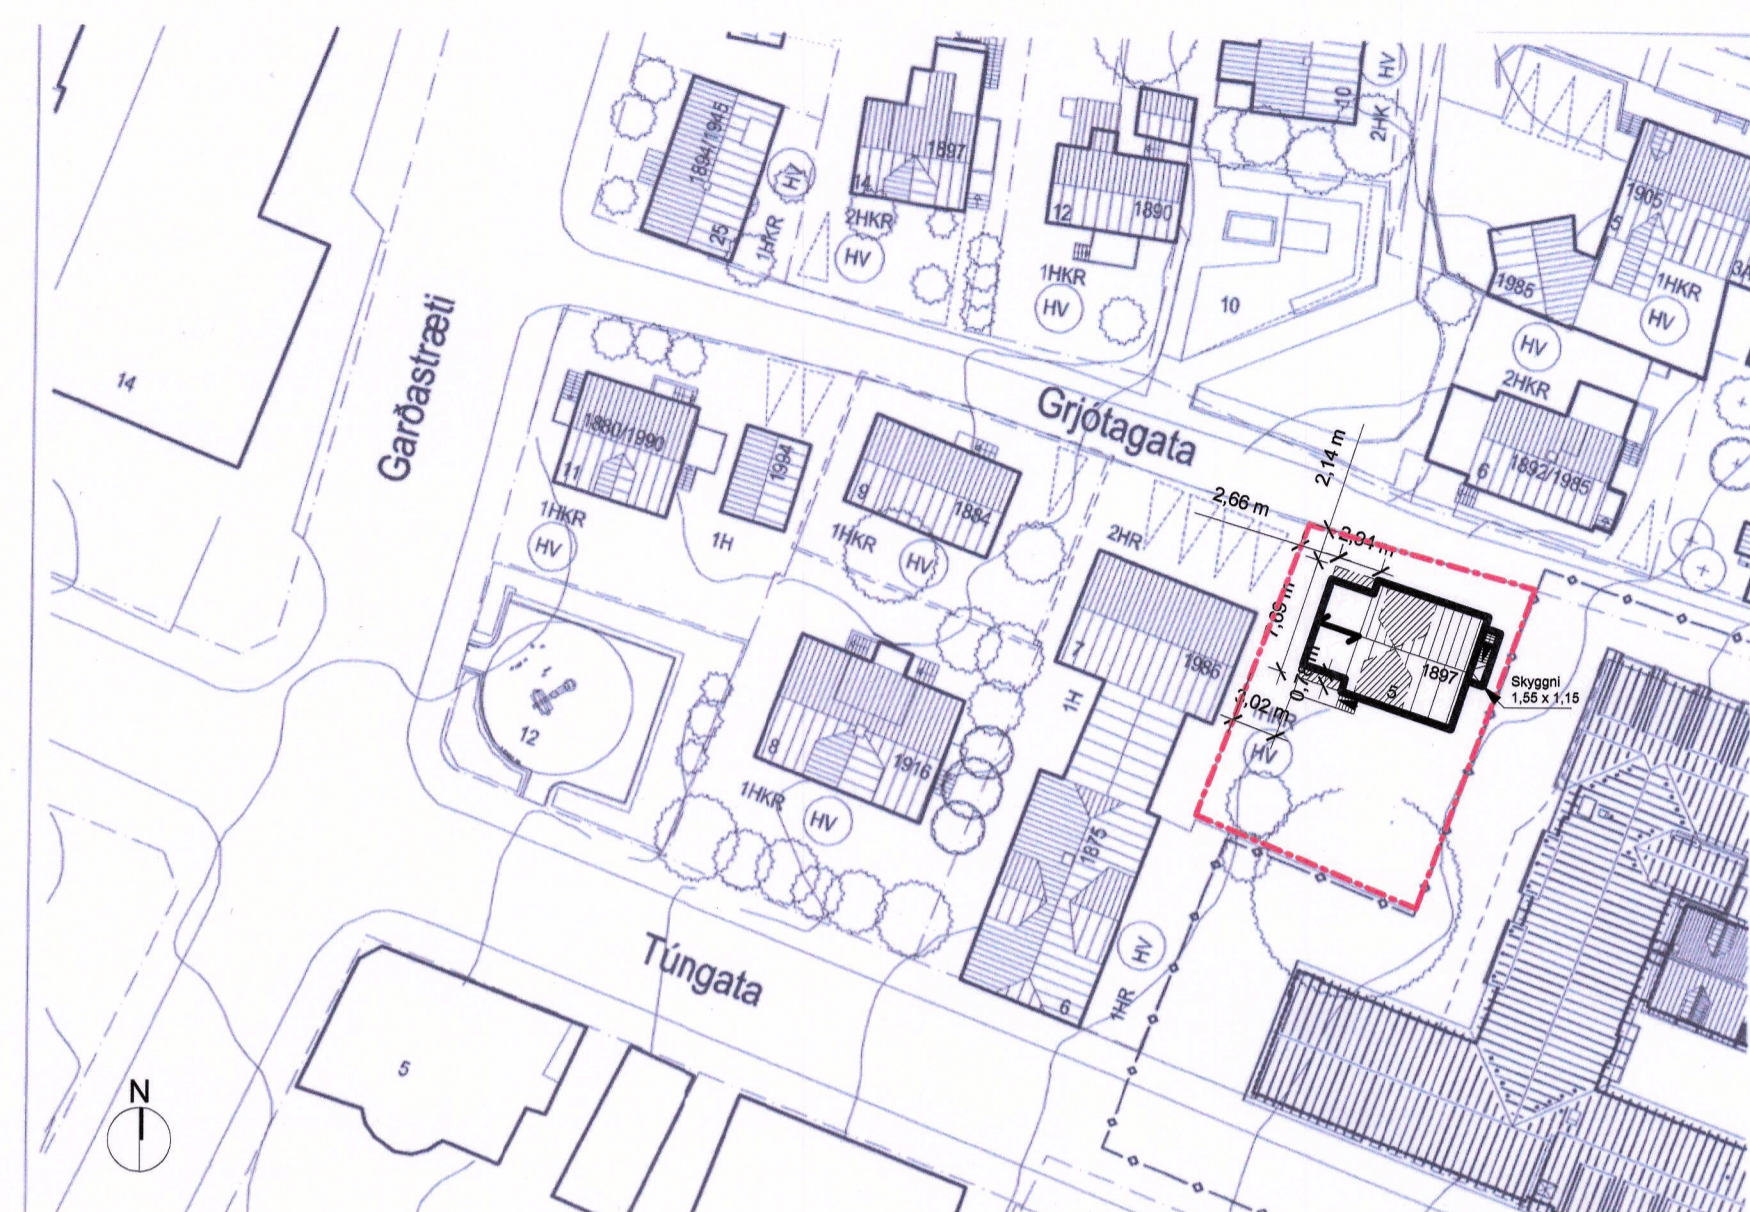 1894/1945
25
HV
1HKR
1897
14
2HKR
HV
12
1890
1HKR
HV
10
HV
2HK
10
1905
5
1985
1HKR
HV
HV
2HKR
6
1892/1985
14
Garðastræti
Grjótagata
1880/1990
11
1HKR
HV
1994
1H
9
1884
1HKR
HV
2HR
7
1986
1H
2,14 m
2,66 m
1897
5
Skyggni
1,55 x 1,15
HV
12
8
1916
1HKR
HV
1875
6
HV
1HR
Túngata
5
N